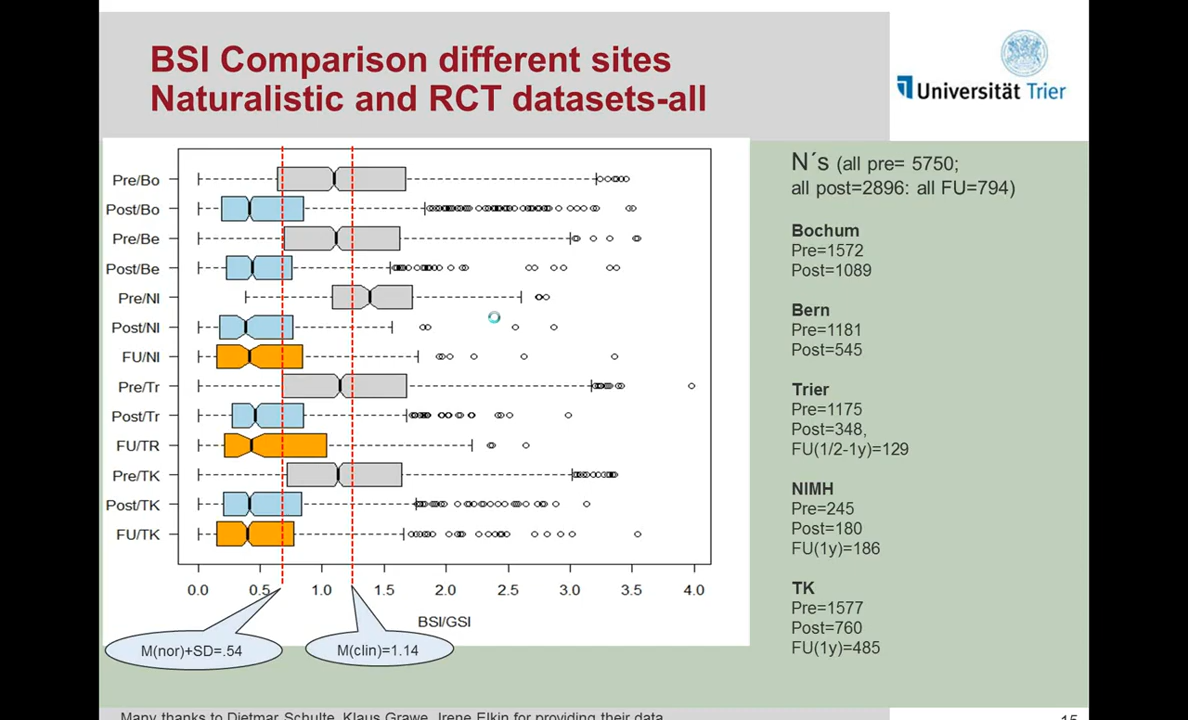 BSI Comparison different sites
Naturalistic and RCT datasets-all
Universität Trier
Pre/Bo
Post/Bo
Pre/Be
Post/Be
Pre/NI
Post/NI
FU/NI
Pre/Tr
Post/Tr
FU/TR
Pre/TK
Post/TK
FU/TK
0.0 0.5 1.0 1.5 2.0 2.5 3.0 3.5 4.0
BSI/GSI
M(nor)+SD=.54
M(clin)=1.14
N´s (all pre= 5750;
all post=2896: all FU=794)
Bochum
Pre=1572
Post=1089
Bern
Pre=1181
Post=545
Trier
Pre=1175
Post=348,
FU(1/2-1y)=129
NIMH
Pre=245
Post=180
FU(1y)=186
TK
Pre=1577
Post=760
FU(1y)=485
Many thanks to Dietmar Schulte, Klaus Grawe, Irene Elkin for providing their data
15